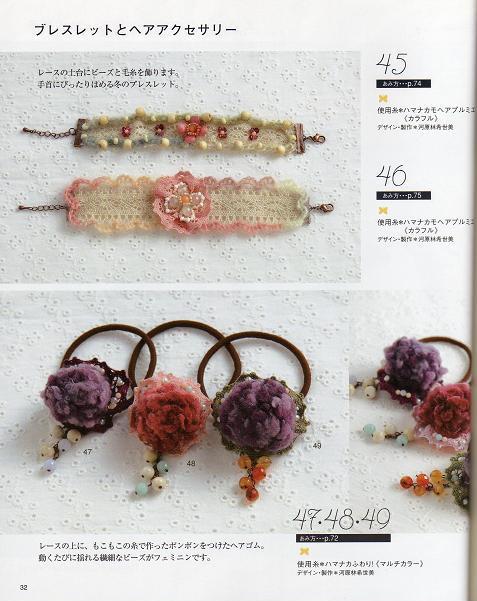 ブレスレットとヘアアクセサリー
レースの土台にビーズと毛糸を飾ります。
手首にぴったりはめる冬のブレスレット。
45
あみ方･･･p.74
使用糸＊ハマナカモヘアプルミエ
《カラフル》
デザイン・製作＊河原林希世美
46
あみ方･･･p.75
使用糸＊ハマナカモヘアプルミエ
《カラフル》
デザイン・製作＊河原林希世美
47
48
49
47・48・49
あみ方･･･p.72
使用糸＊ハマナカふわり!《マルチカラー》
デザイン・製作＊河原林希世美
レースの上に、もこもこの糸で作ったボンボンをつけたヘアゴム。
動くたびに揺れる繊細なビーズがフェミニンです。
32